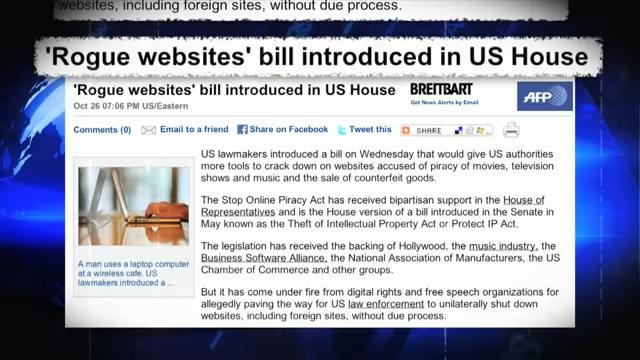 websites, including foreign sites, without due process.
'Rogue websites' bill introduced in US House
'Rogue websites' bill introduced in US House
Oct 26 07:06 PM US/Eastern
BREITBART
Get News Alerts by Email
AFP
Comments (0) Email to a friend Share on Facebook Tweet this SHARE
US lawmakers introduced a bill on Wednesday that would give US authorities
more tools to crack down on websites accused of piracy of movies, television
shows and music and the sale of counterfeit goods.
The Stop Online Piracy Act has received bipartisan support in the House of
Representatives and is the House version of a bill introduced in the Senate in
May known as the Theft of Intellectual Property Act or Protect IP Act.
The legislation has received the backing of Hollywood, the music industry, the
Business Software Alliance, the National Association of Manufacturers, the US
Chamber of Commerce and other groups.
But it has come under fire from digital rights and free speech organizations for
allegedly paving the way for US law enforcement to unilaterally shut down
websites, including foreign sites, without due process.
A man uses a laptop computer
at a wireless cafe. US
lawmakers introduced a ...